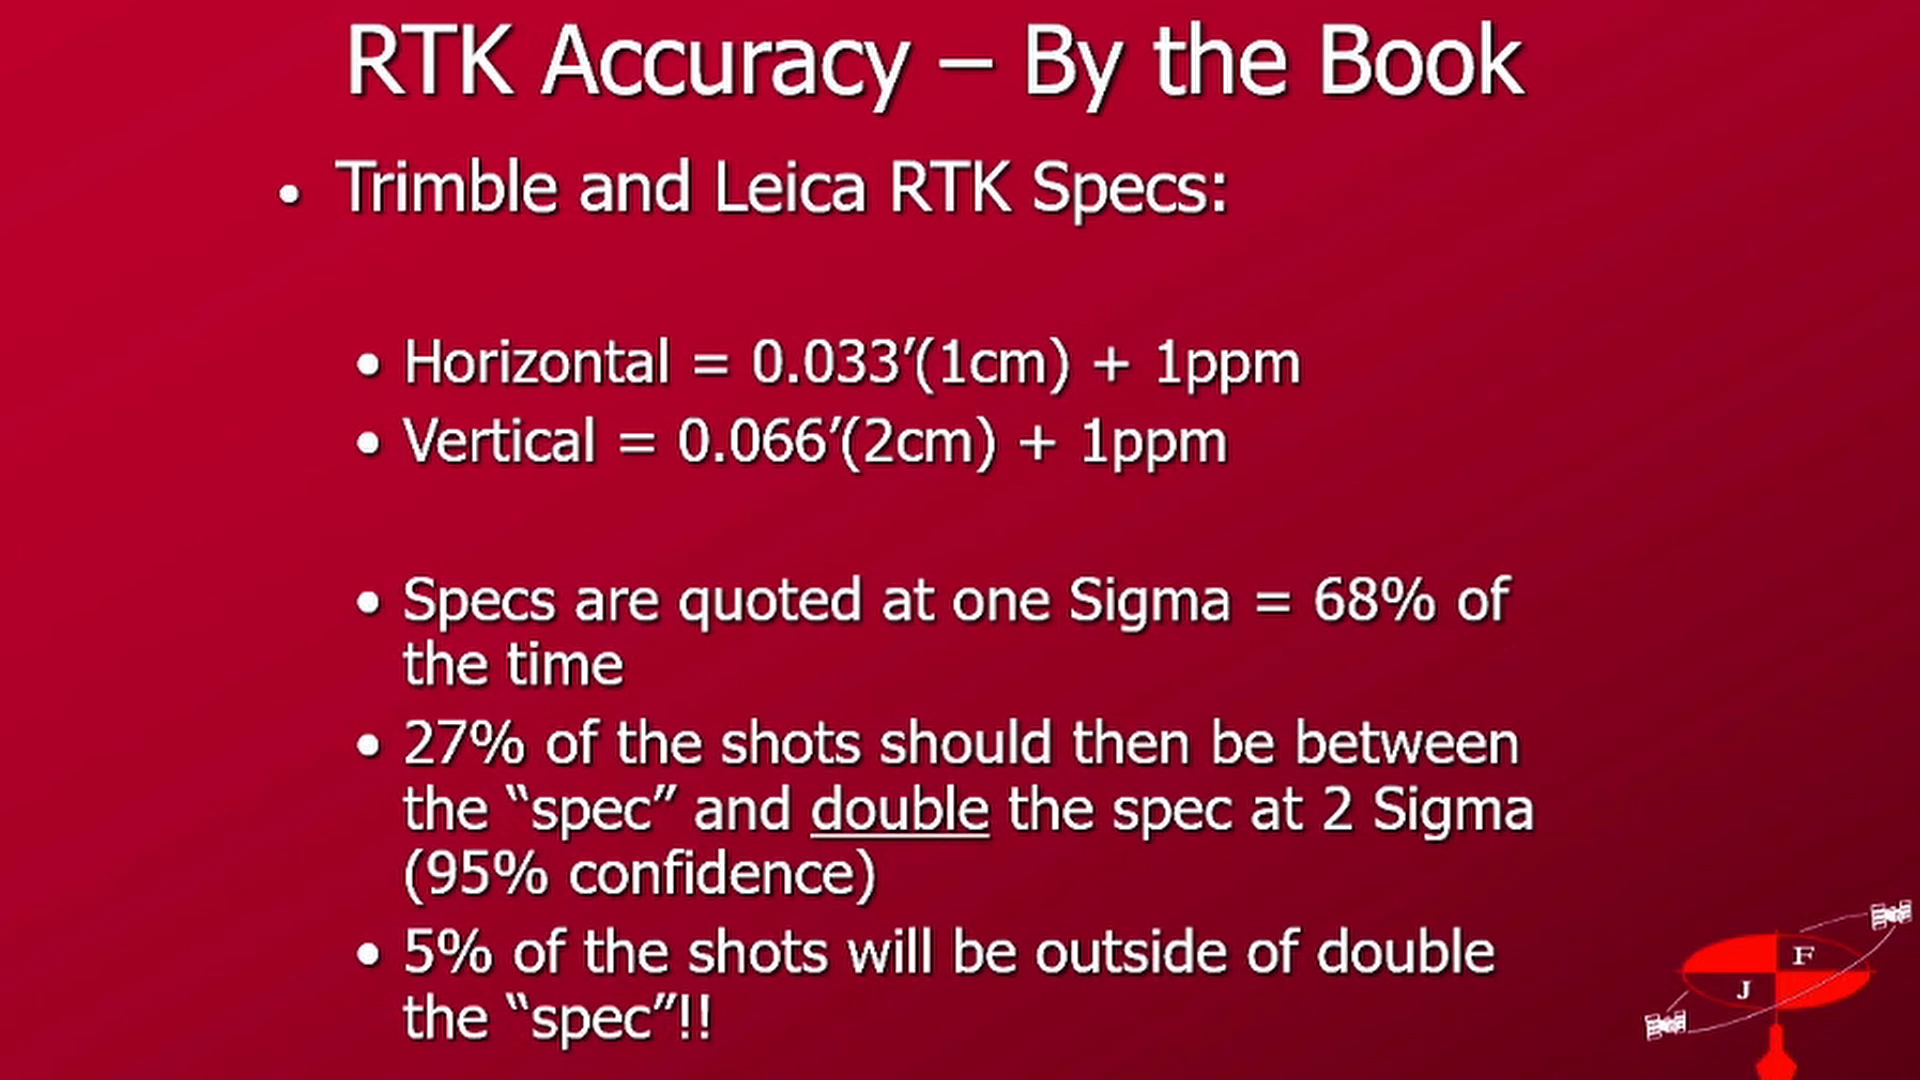 RTK Accuracy – By the Book
• Trimble and Leica RTK Specs:
• Horizontal = 0.033’(1cm) + 1ppm
• Vertical = 0.066’(2cm) + 1ppm
• Specs are quoted at one Sigma = 68% of
the time
• 27% of the shots should then be between
the “spec” and double the spec at 2 Sigma
(95% confidence)
• 5% of the shots will be outside of double
the “spec”!!
F
J